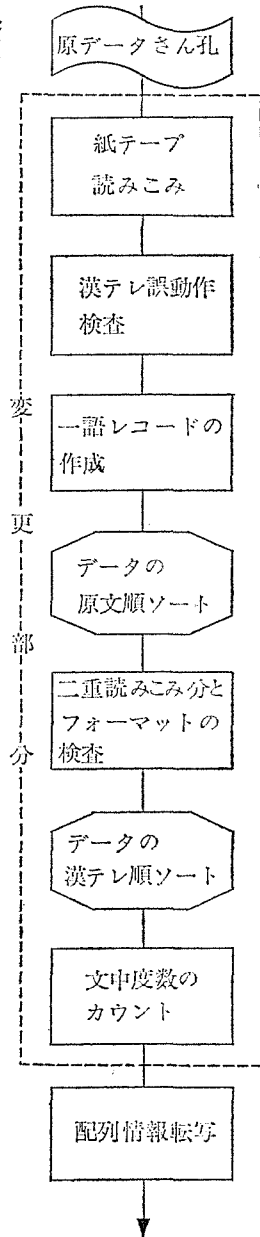 原データさん孔
紙テープ
読みこみ
漢テレ誤動作
検査
一語レコードの
作成
データの
原文順ソート
二重読みこみ分と
フォーマットの
検査
データの
漢テレ順ソート
文中度数の
カウント
配列情報転写
変更部分